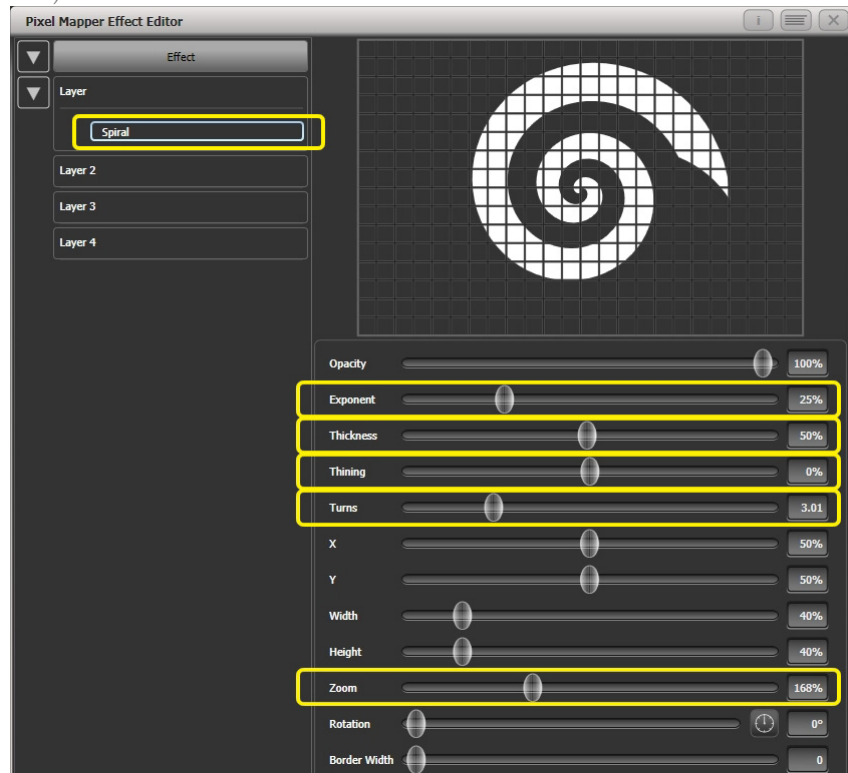 Pixel Mapper Effect Editor
Effect
Layer
Spiral
Layer 2
Layer 3
Layer 4
Opacity 100%
Exponent 25%
Thickness 50%
Thining 0%
Turns 3.01
X 50%
Y 50%
Width 40%
Height 40%
Zoom 168%
Rotation 0°
Border Width 0